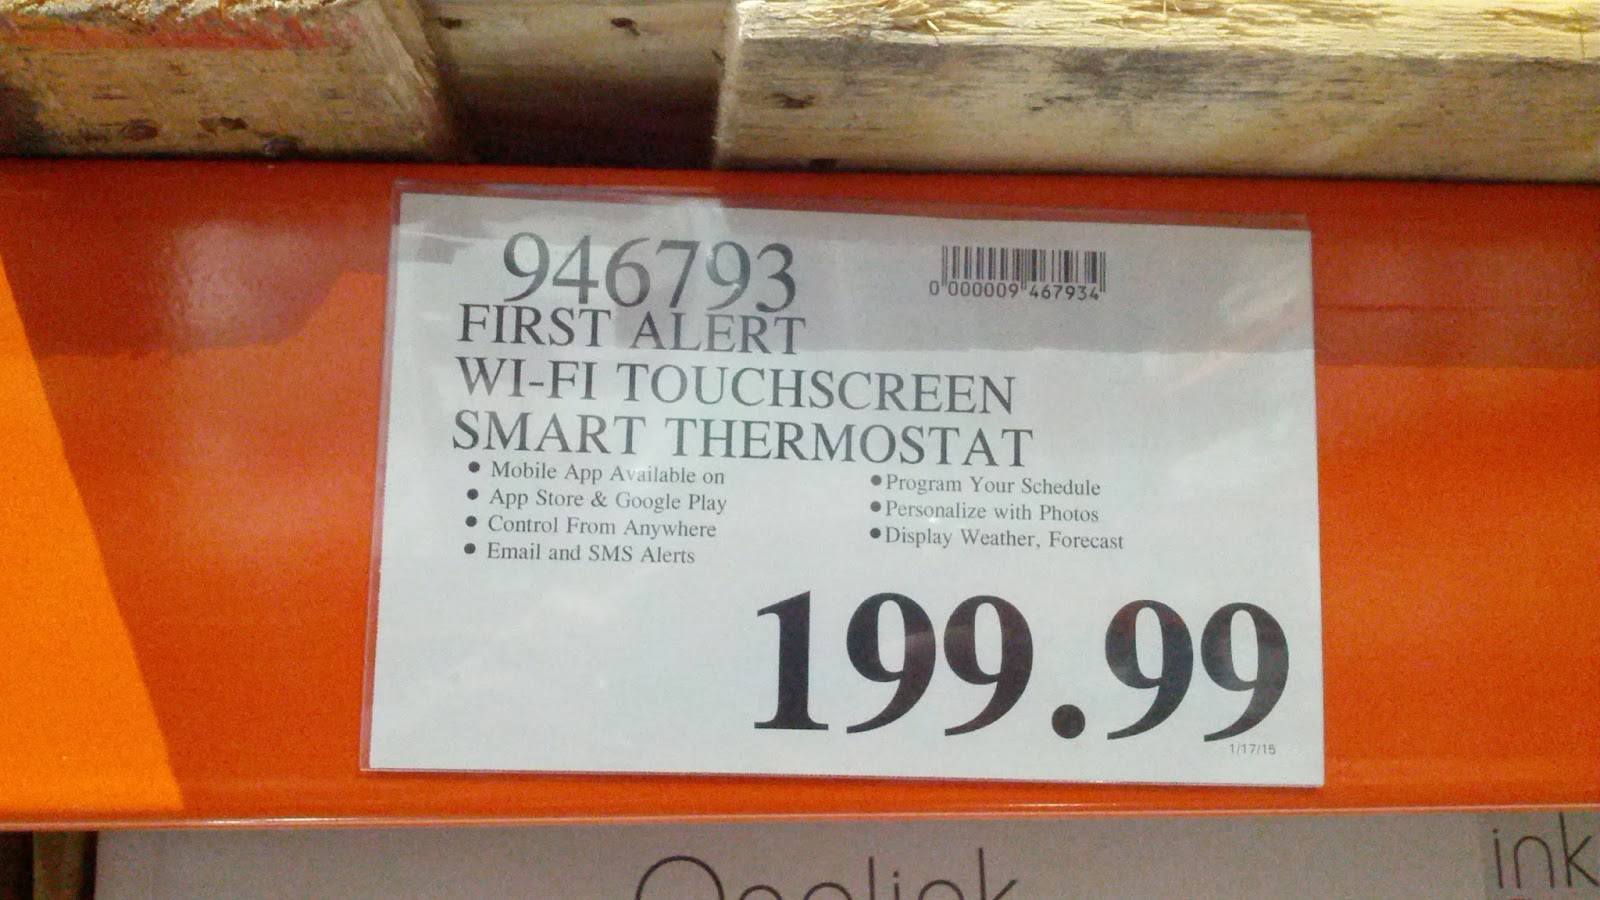 946793
0 000009 467934
FIRST ALERT
WI-FI TOUCHSCREEN
SMART THERMOSTAT
• Mobile App Available on
• App Store & Google Play
• Control From Anywhere
• Email and SMS Alerts
• Program Your Schedule
• Personalize with Photos
• Display Weather, Forecast
199.99
1/17/15
ink